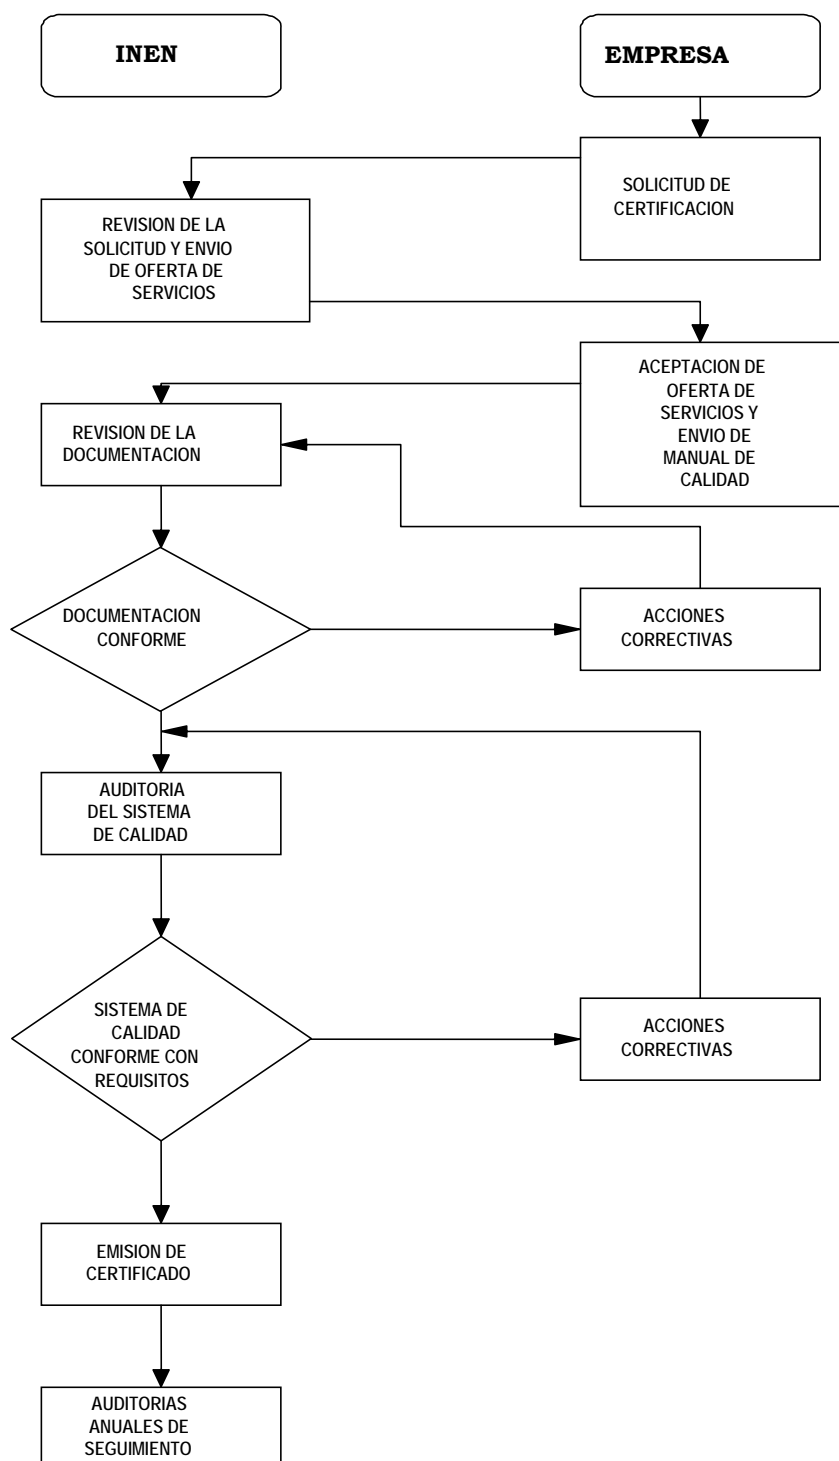 INEN
EMPRESA
SOLICITUD DE
CERTIFICACION
REVISION DE LA
SOLICITUD Y ENVIO
DE OFERTA DE
SERVICIOS
ACEPTACION DE
OFERTA DE
SERVICIOS Y
ENVIO DE
MANUAL DE
CALIDAD
REVISION DE LA
DOCUMENTACION
DOCUMENTACION
CONFORME
ACCIONES
CORRECTIVAS
AUDITORIA
DEL SISTEMA
DE CALIDAD
SISTEMA DE
CALIDAD
CONFORME CON
REQUISITOS
ACCIONES
CORRECTIVAS
EMISION DE
CERTIFICADO
AUDITORIAS
ANUALES DE
SEGUIMIENTO